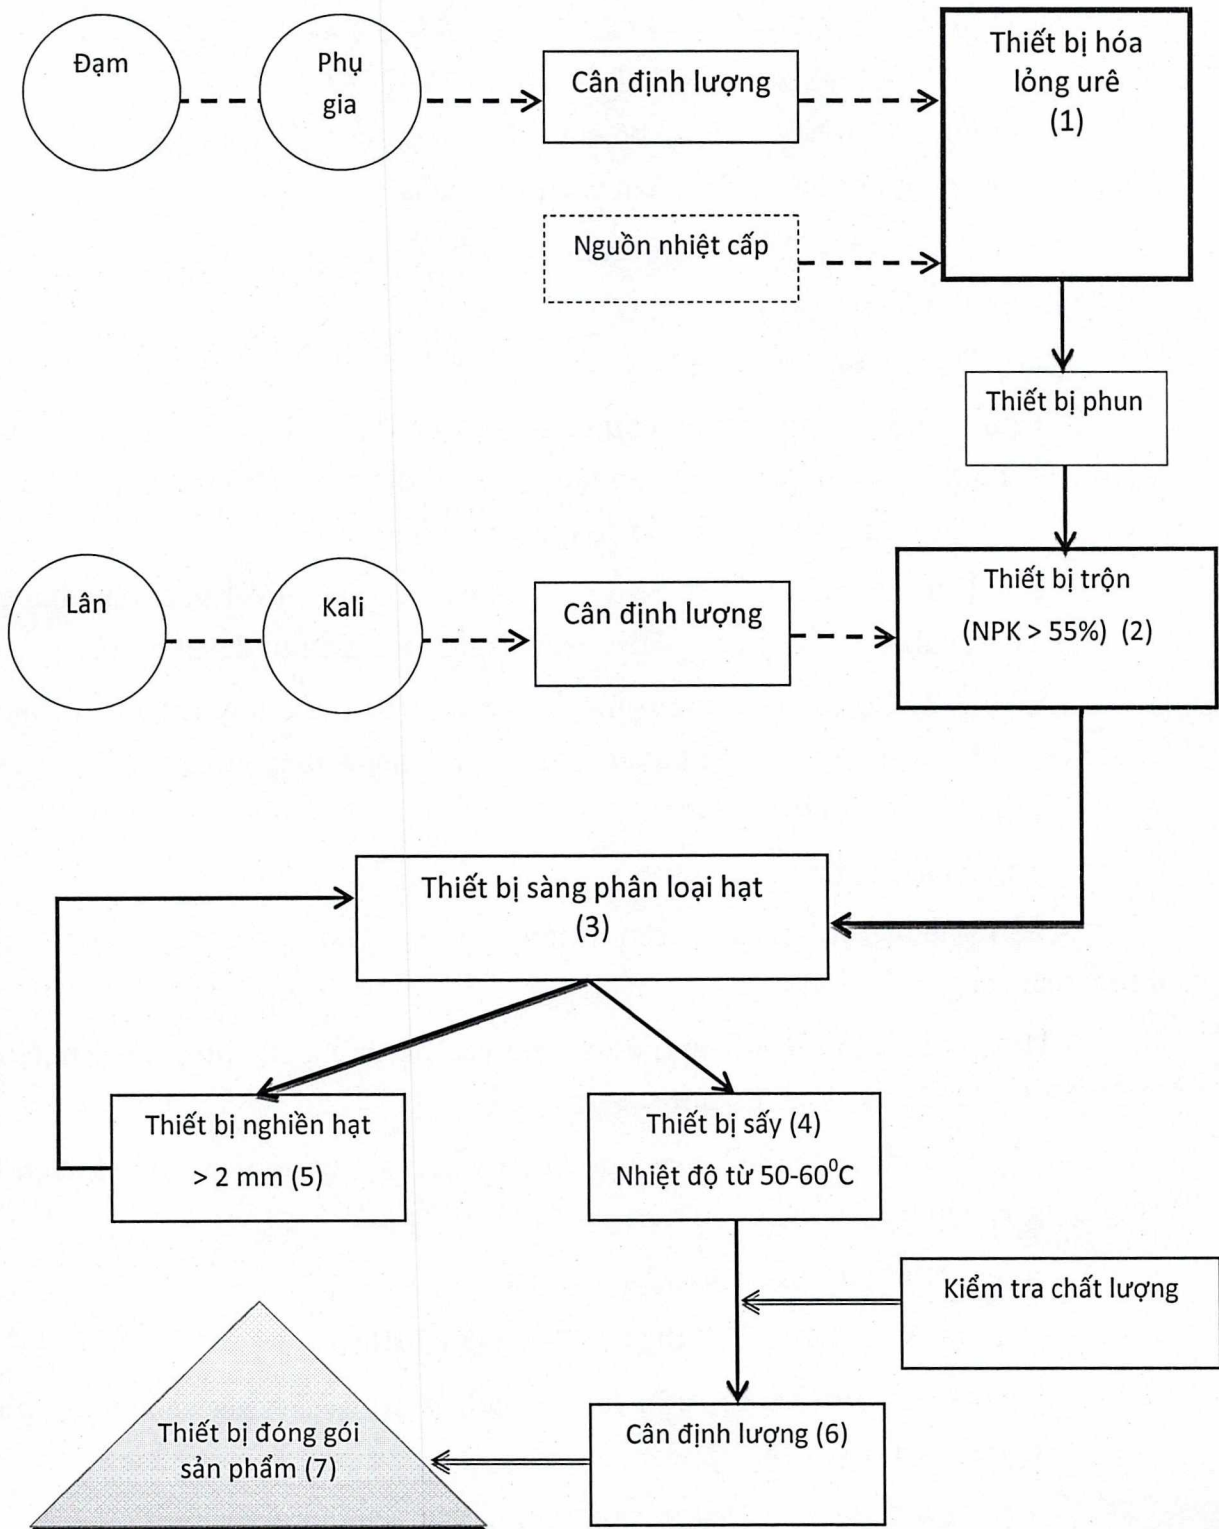 Đạm
Phụ
gia
Cân định lượng
Thiết bị hóa
lỏng urê
(1)
Nguồn nhiệt cấp
Thiết bị phun
Lân
Kali
Cân định lượng
Thiết bị trộn
(NPK > 55%) (2)
Thiết bị sàng phân loại hạt
(3)
Thiết bị nghiền hạt
> 2 mm (5)
Thiết bị sấy (4)
Nhiệt độ từ 50-60⁰C
Kiểm tra chất lượng
Thiết bị đóng gói
sản phẩm (7)
Cân định lượng (6)